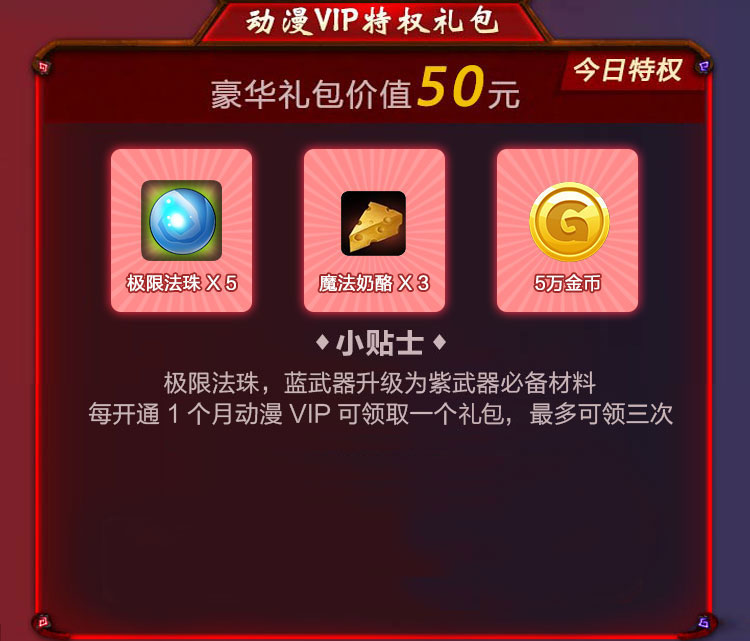 动漫VIP特权礼包
今日特权
豪华礼包价值50元
极限法珠 X 5
魔法奶酪 X 3
5万金币
小贴士
极限法珠，蓝武器升级为紫武器必备材料
每开通 1 个月动漫 VIP 可领取一个礼包，最多可领三次